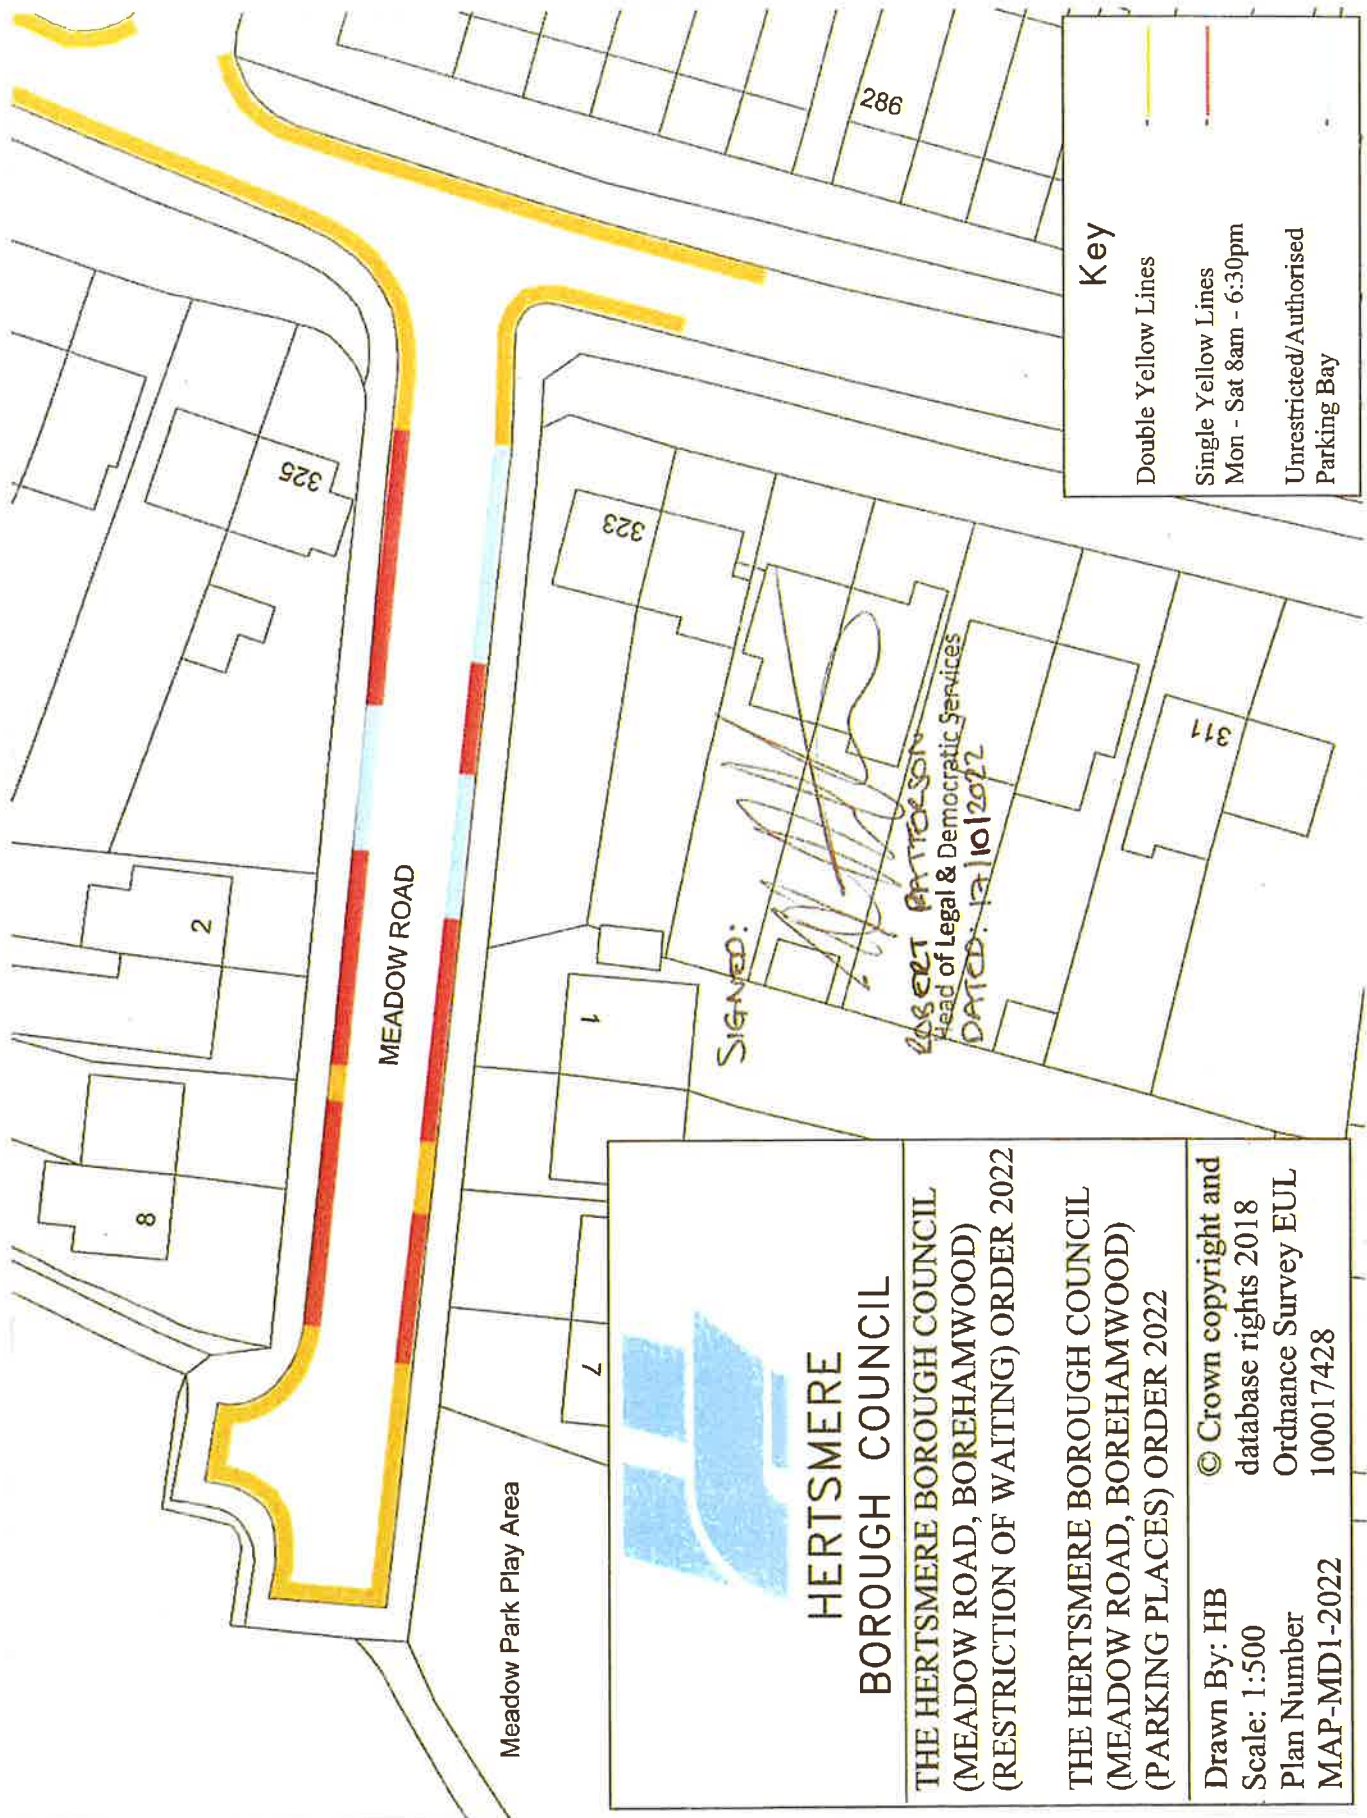 286
325
323
311
2
8
1
7
MEADOW ROAD
Meadow Park Play Area
SIGNED:
ROBERT PATTERSON
Head of Legal & Democratic Services
DATED: 17/10/2022
Key
Double Yellow Lines -
Single Yellow Lines -
Mon - Sat 8am - 6:30pm
Unrestricted/Authorised -
Parking Bay
HERTSMERE
BOROUGH COUNCIL
THE HERTSMERE BOROUGH COUNCIL
(MEADOW ROAD, BOREHAMWOOD)
(RESTRICTION OF WAITING) ORDER 2022
THE HERTSMERE BOROUGH COUNCIL
(MEADOW ROAD, BOREHAMWOOD)
(PARKING PLACES) ORDER 2022
Drawn By: HB
Scale: 1:500
Plan Number
MAP-MD1-2022
© Crown copyright and
database rights 2018
Ordnance Survey EUL
100017428